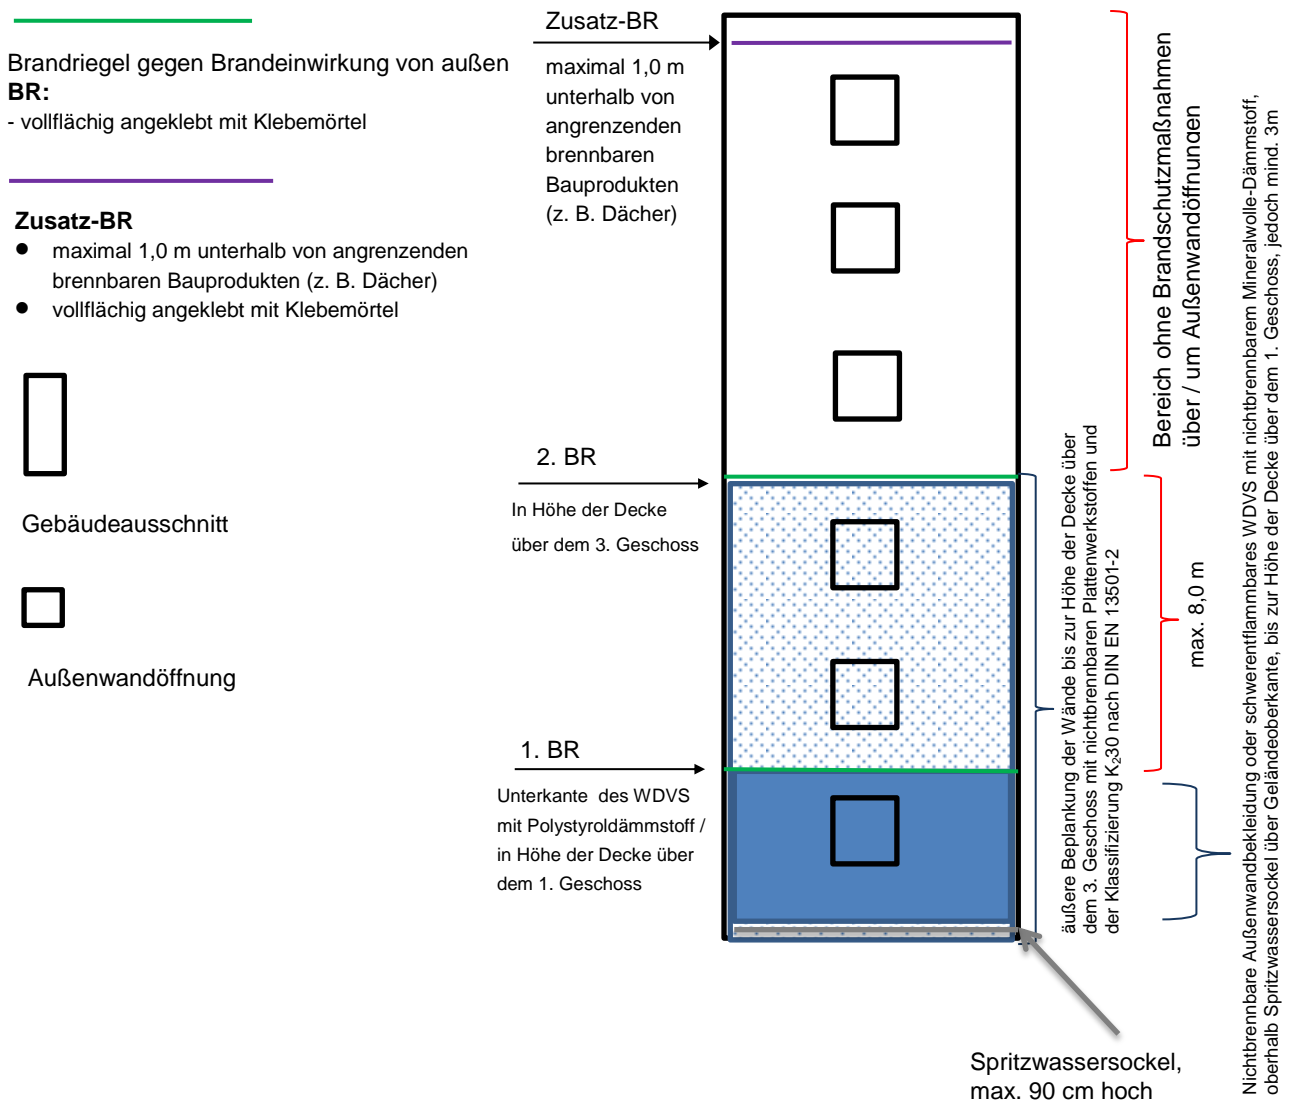 Brandriegel gegen Brandeinwirkung von außen
BR:
- vollflächig angeklebt mit Klebemörtel
Zusatz-BR
● maximal 1,0 m unterhalb von angrenzenden
brennbaren Bauprodukten (z. B. Dächer)
● vollflächig angeklebt mit Klebemörtel
Gebäudeausschnitt
Außenwandöffnung
Zusatz-BR
maximal 1,0 m
unterhalb von
angrenzenden
brennbaren
Bauprodukten
(z. B. Dächer)
2. BR
In Höhe der Decke
über dem 3. Geschoss
1. BR
Unterkante des WDVS
mit Polystyroldämmstoff /
in Höhe der Decke über
dem 1. Geschoss
äußere Beplankung der Wände bis zur Höhe der Decke über
dem 3. Geschoss mit nichtbrennbaren Plattenwerkstoffen und
der Klassifizierung K₂30 nach DIN EN 13501-2
Bereich ohne Brandschutzmaßnahmen
über / um Außenwandöffnungen
max. 8,0 m
Nichtbrennbare Außenwandbekleidung oder schwerentflammbares WDVS mit nichtbrennbarem Mineralwolle-Dämmstoff,
oberhalb Spritzwassersockel über Geländeoberkante, bis zur Höhe der Decke über dem 1. Geschoss, jedoch mind. 3m
Spritzwassersockel,
max. 90 cm hoch